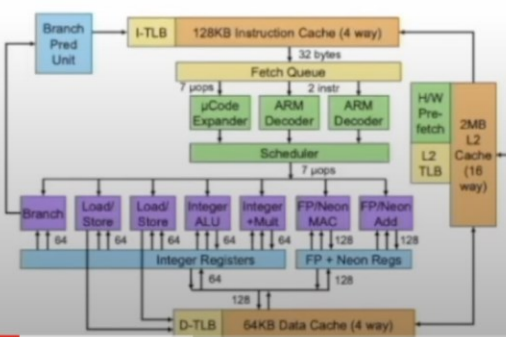 Branch
Pred
Unit
I-TLB
128KB Instruction Cache (4 way)
32 bytes
Fetch Queue
7 µops
2 instr
µCode
Expander
ARM
Decoder
ARM
Decoder
H/W
Pre-
fetch
L2
TLB
2MB
L2
Cache
(16
way)
Scheduler
7 µops
Branch
Load/
Store
Load/
Store
Integer
ALU
Integer
+Mult
FP/Neon
MAC
FP/Neon
Add
64
64
64
64
64
128
128
Integer Registers
FP + Neon Regs
64
128
128
D-TLB
64KB Data Cache (4 way)